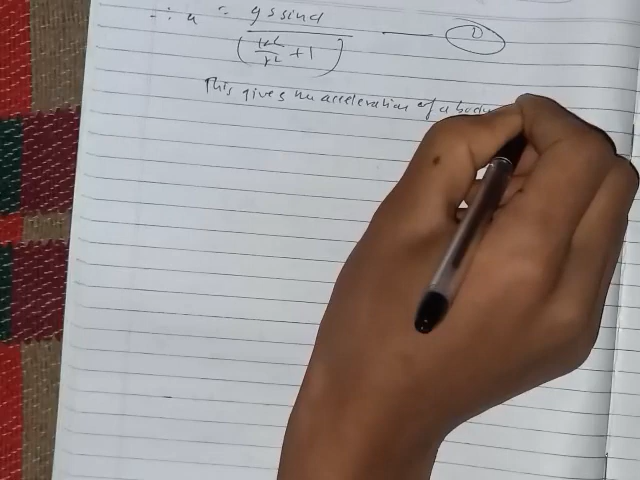 ∴ a = g sinα
(k²/r² + 1) ——— ①
This gives the acceleration of a body